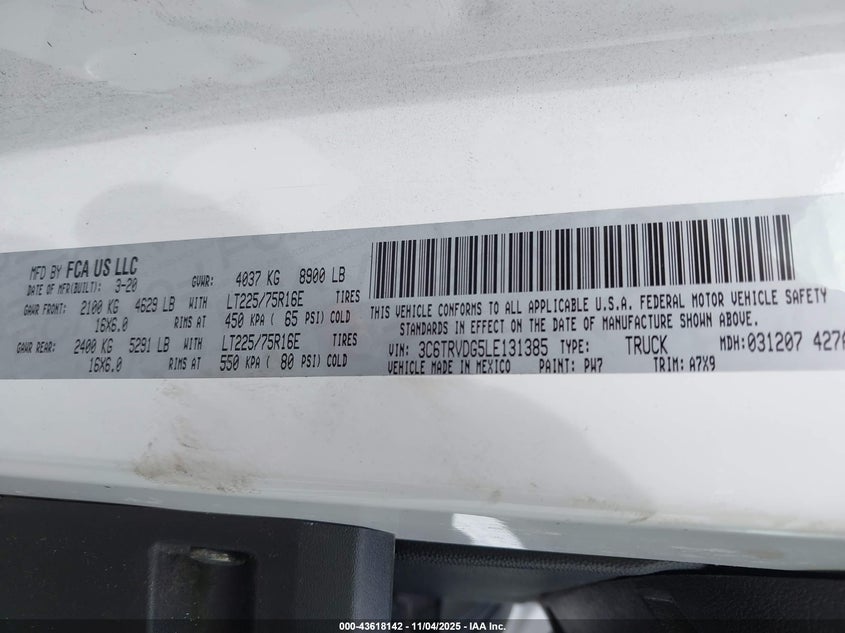 MFD BY FCA US LLC
DATE OF MFR(BUILT): 3-20 GVWR: 4037 KG 8900 LB
GAWR FRONT: 2100 KG 4629 LB WITH LT225/75R16E TIRES
16X6.0 RIMS AT 450 KPA ( 65 PSI) COLD
GAWR REAR: 2400 KG 5291 LB WITH LT225/75R16E TIRES
16X6.0 RIMS AT 550 KPA ( 80 PSI) COLD
THIS VEHICLE CONFORMS TO ALL APPLICABLE U.S.A. FEDERAL MOTOR VEHICLE SAFETY
STANDARDS IN EFFECT ON THE DATE OF MANUFACTURE SHOWN ABOVE.
VIN: 3C6TRVDG5LE131385 TYPE: TRUCK MDH:031207
VEHICLE MADE IN MEXICO PAINT: PW7 TRIM: A7X9
000-43618142 - 11/04/2025 - IAA Inc.